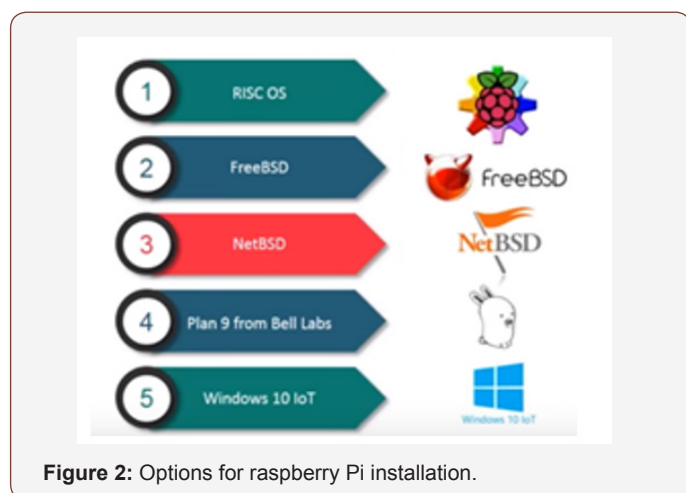 1 RISC OS
2 FreeBSD FreeBSD
3 NetBSD NetBSD
4 Plan 9 from Bell Labs
5 Windows 10 IoT Windows 10 IoT
Figure 2: Options for raspberry Pi installation.